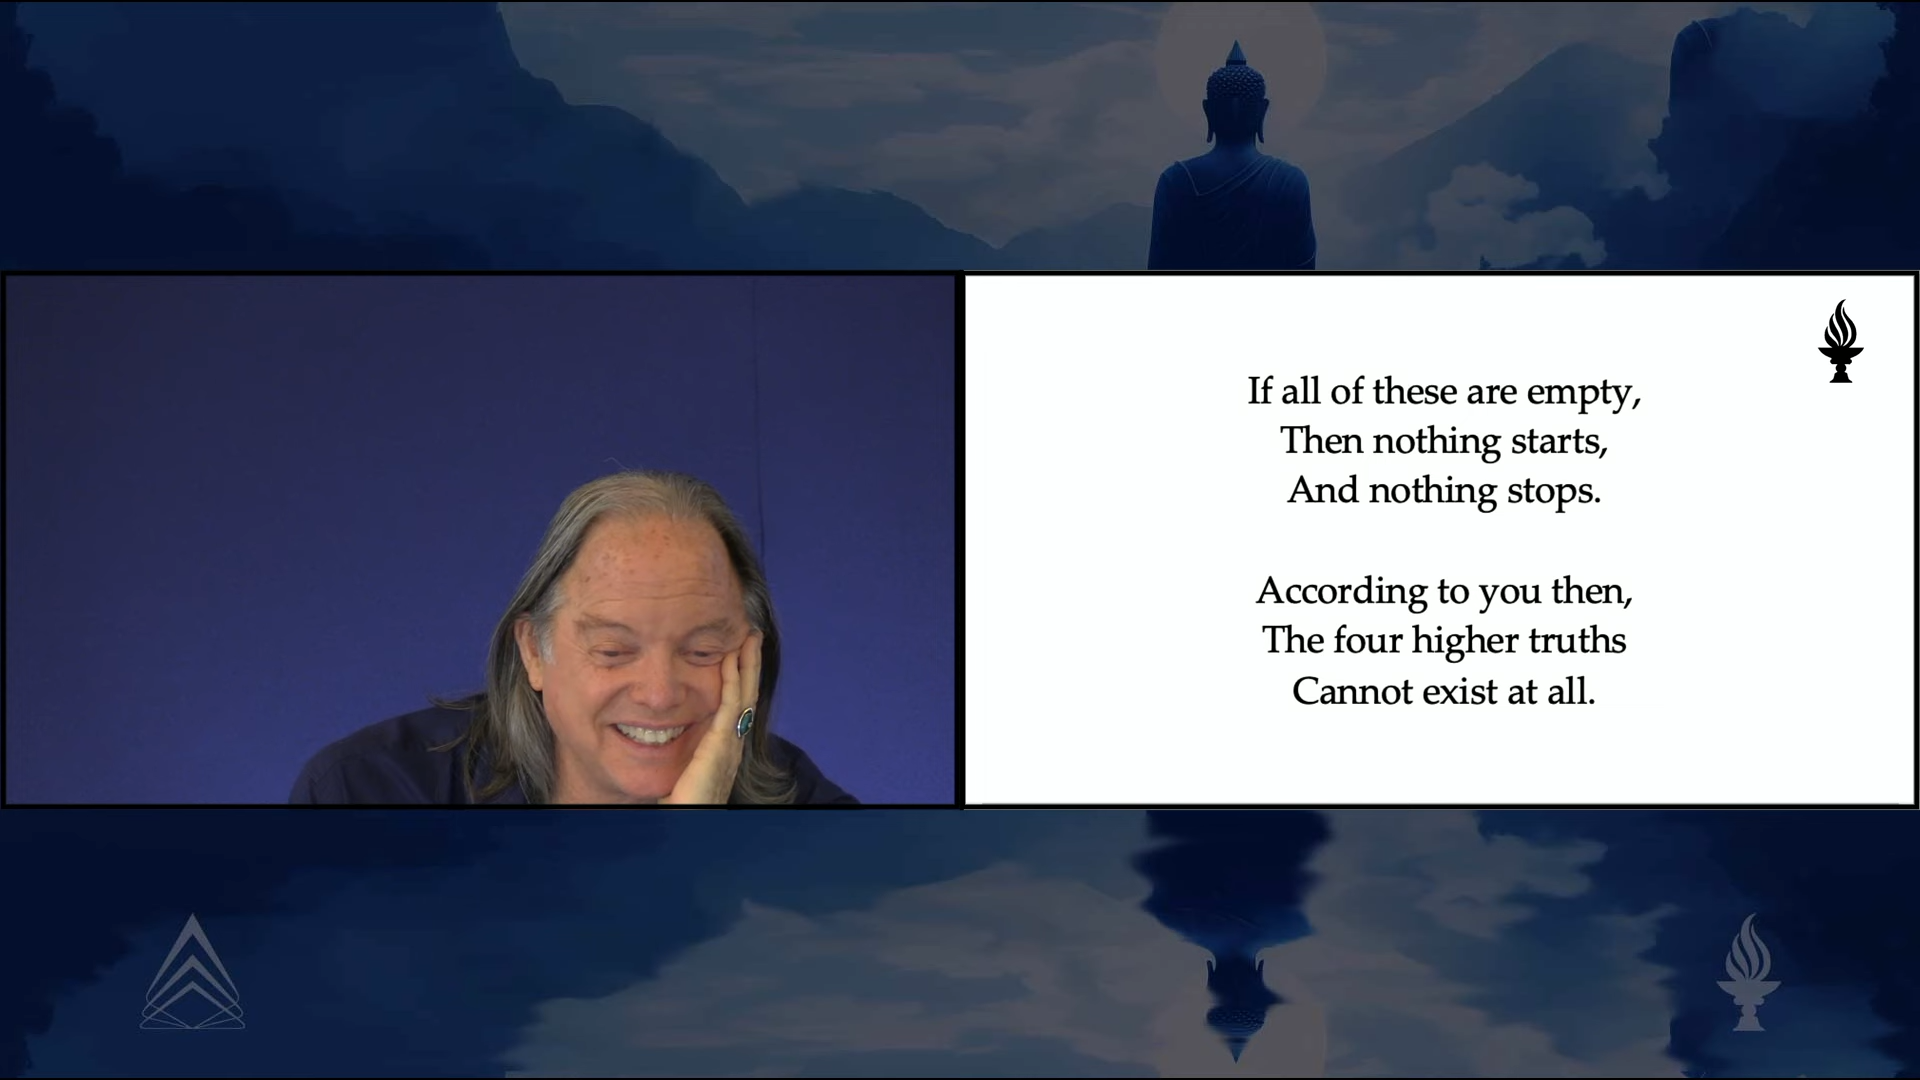 If all of these are empty,
Then nothing starts,
And nothing stops.
According to you then,
The four higher truths
Cannot exist at all.